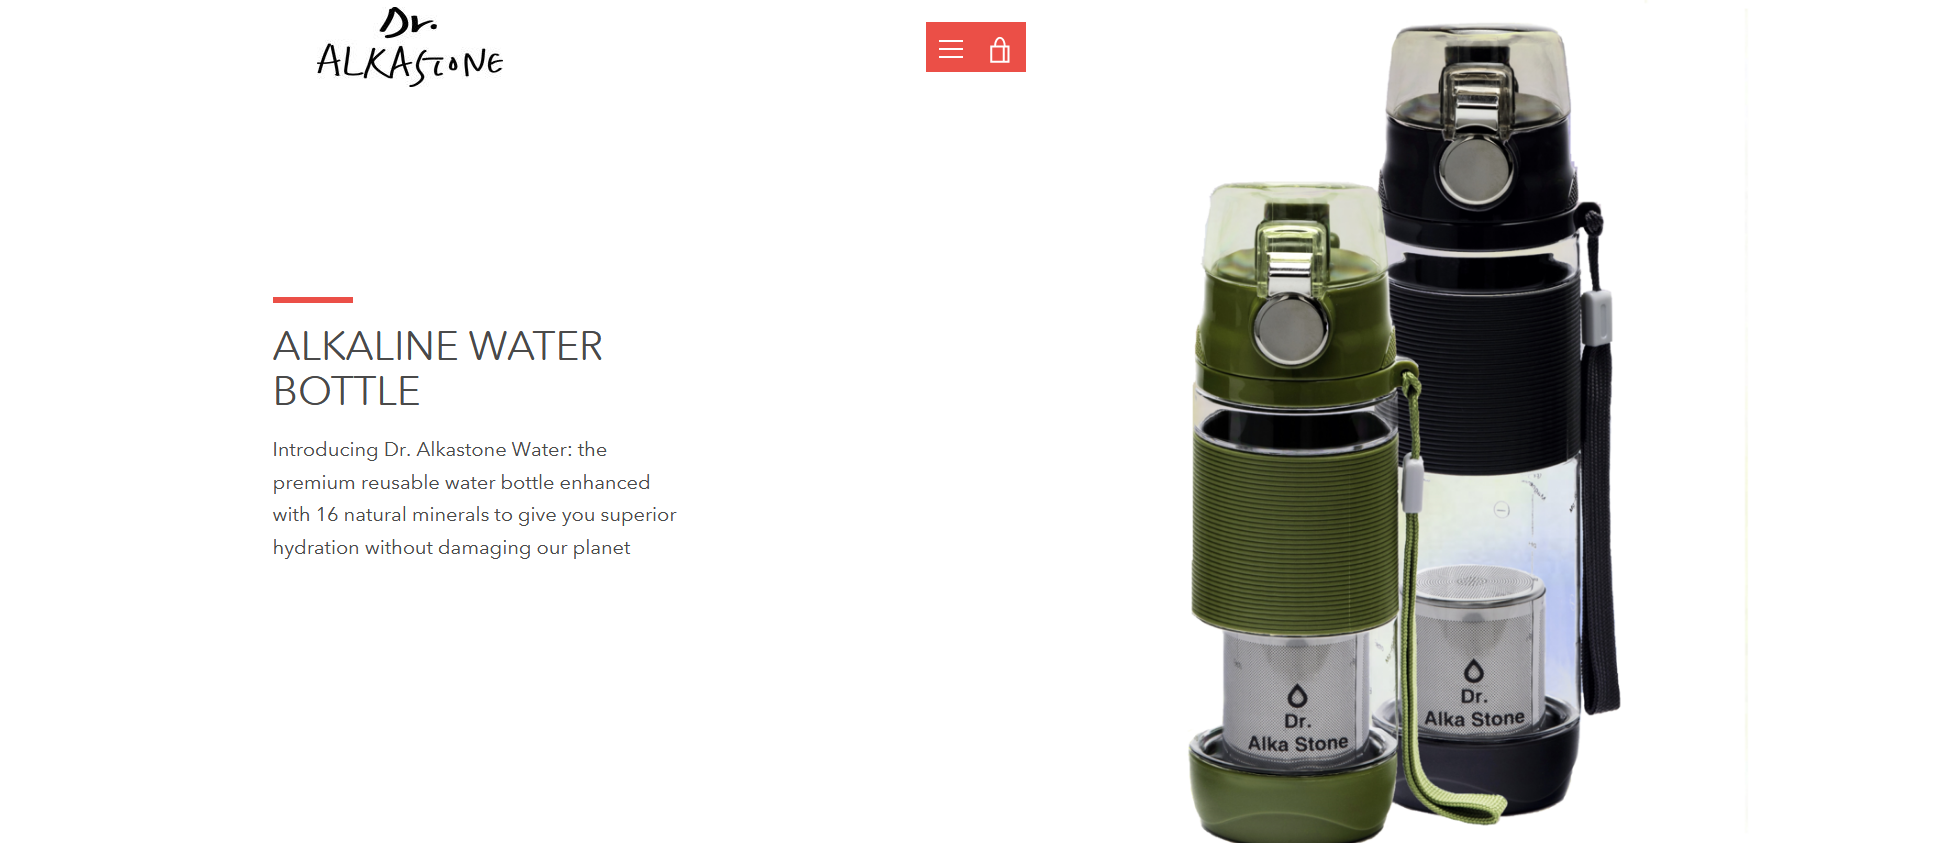 Dr.
ALKASTONE
ALKALINE WATER
BOTTLE
Introducing Dr. Alkastone Water: the
premium reusable water bottle enhanced
with 16 natural minerals to give you superior
hydration without damaging our planet
Dr.
Alka Stone
Dr.
Alka Stone